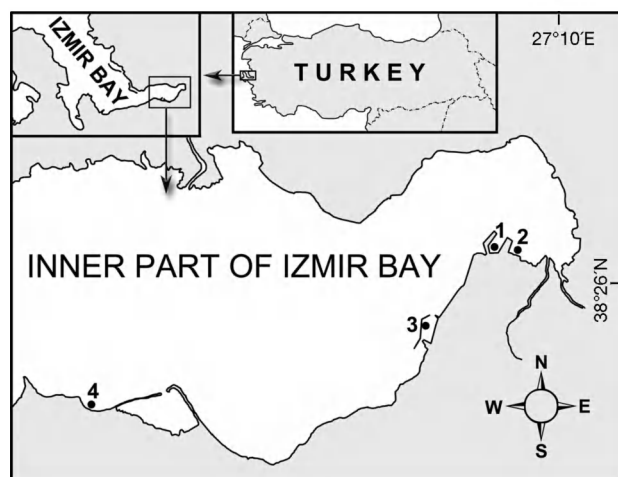 27°10´E
IZMIR BAY
TURKEY
INNER PART OF IZMIR BAY
1
2
38°26´N
3
4
N
W
E
S